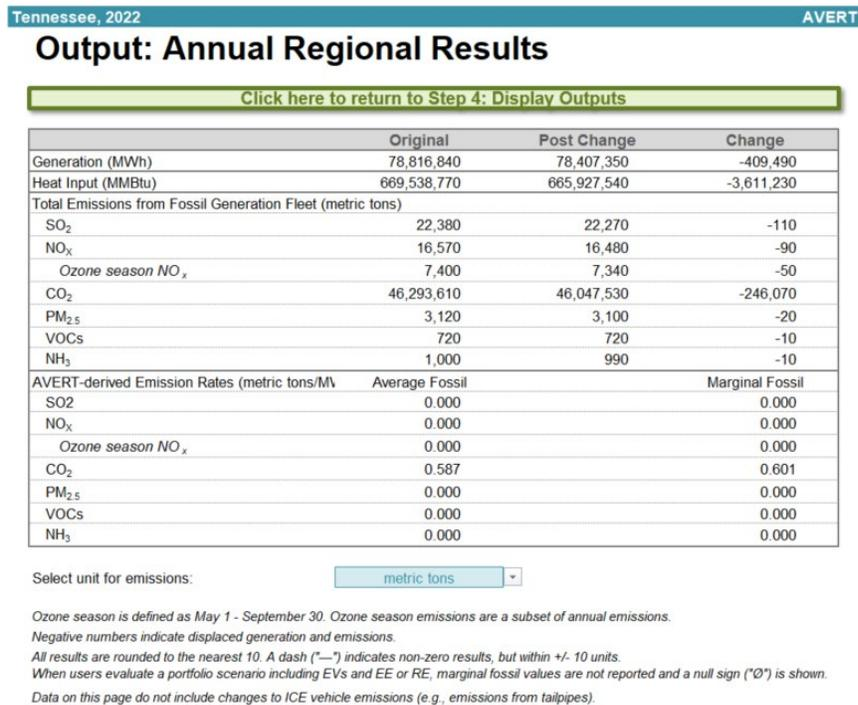 Tennessee, 2022 AVERT
Output: Annual Regional Results
Click here to return to Step 4: Display Outputs
Original Post Change Change
Generation (MWh) 78,816,840 78,407,350 -409,490
Heat Input (MMBtu) 669,538,770 665,927,540 -3,611,230
Total Emissions from Fossil Generation Fleet (metric tons)
SO₂ 22,380 22,270 -110
NOₓ 16,570 16,480 -90
Ozone season NOₓ 7,400 7,340 -50
CO₂ 46,293,610 46,047,530 -246,070
PM₂.₅ 3,120 3,100 -20
VOCs 720 720 -10
NH₃ 1,000 990 -10
AVERT-derived Emission Rates (metric tons/MW Average Fossil Marginal Fossil
SO2 0.000 0.000
NOₓ 0.000 0.000
Ozone season NOₓ 0.000 0.000
CO₂ 0.587 0.601
PM₂.₅ 0.000 0.000
VOCs 0.000 0.000
NH₃ 0.000 0.000
Select unit for emissions: metric tons
Ozone season is defined as May 1 - September 30. Ozone season emissions are a subset of annual emissions.
Negative numbers indicate displaced generation and emissions.
All results are rounded to the nearest 10. A dash ("—") indicates non-zero results, but within +/- 10 units.
When users evaluate a portfolio scenario including EVs and EE or RE, marginal fossil values are not reported and a null sign ("Ø") is shown.
Data on this page do not include changes to ICE vehicle emissions (e.g., emissions from tailpipes).